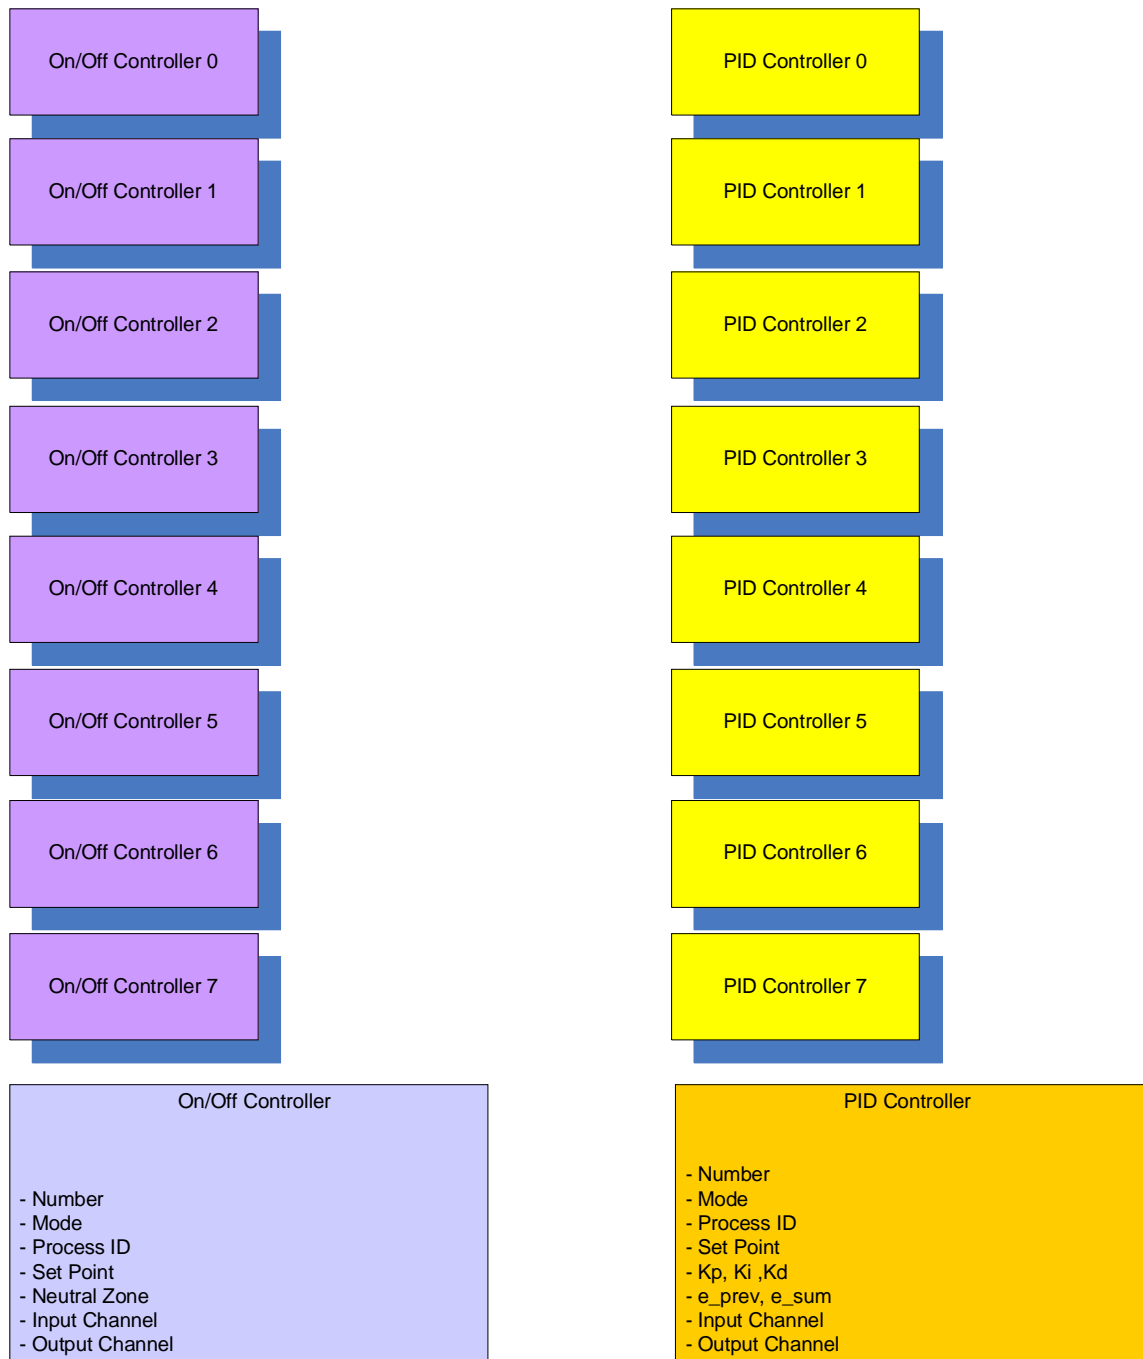 On/Off Controller 0
PID Controller 0
On/Off Controller 1
PID Controller 1
On/Off Controller 2
PID Controller 2
On/Off Controller 3
PID Controller 3
On/Off Controller 4
PID Controller 4
On/Off Controller 5
PID Controller 5
On/Off Controller 6
PID Controller 6
On/Off Controller 7
PID Controller 7
On/Off Controller
- Number
- Mode
- Process ID
- Set Point
- Neutral Zone
- Input Channel
- Output Channel
PID Controller
- Number
- Mode
- Process ID
- Set Point
- Kp, Ki ,Kd
- e_prev, e_sum
- Input Channel
- Output Channel